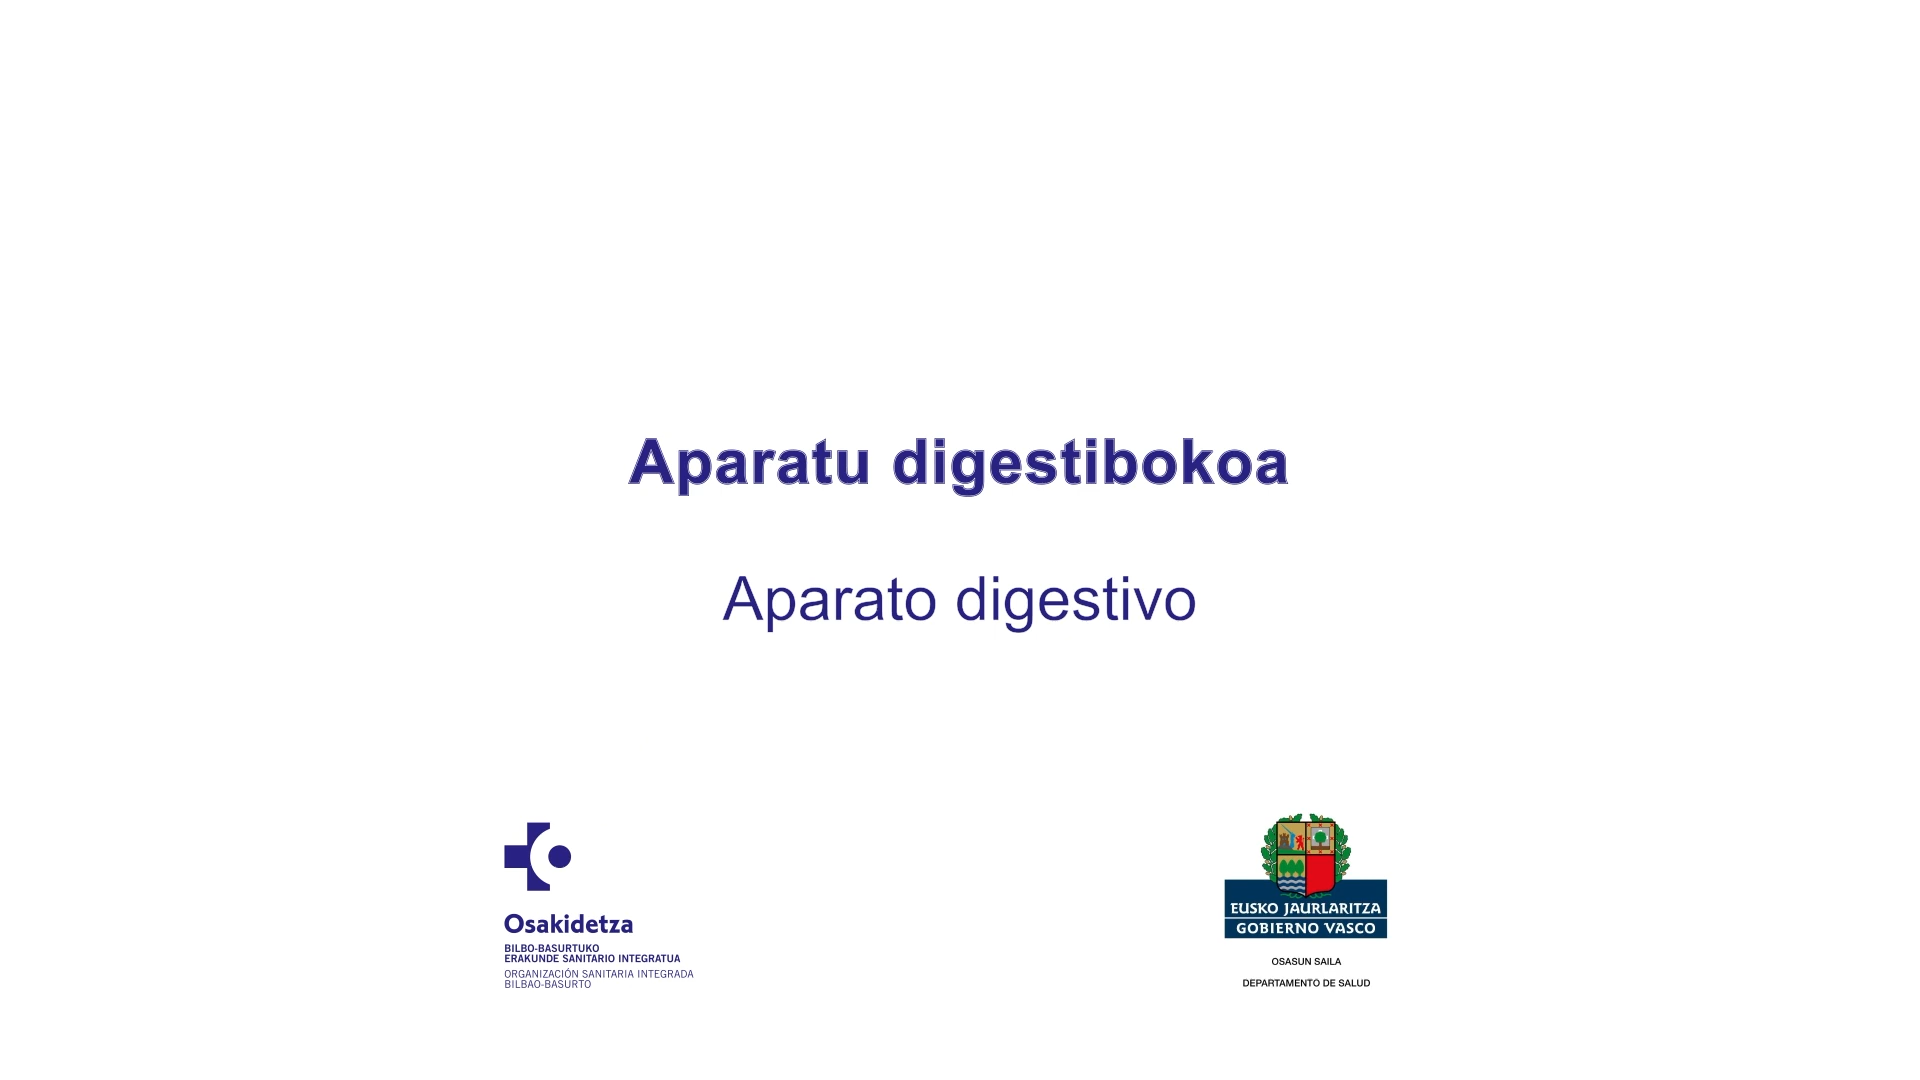 Aparatu digestibokoa
Aparato digestivo
Osakidetza
BILBO-BASURTUKO
ERAKUNDE SANITARIO INTEGRATUA
ORGANIZACIÓN SANITARIA INTEGRADA
BILBAO-BASURTO
EUSKO JAURLARITZA
GOBIERNO VASCO
OSASUN SAILA
DEPARTAMENTO DE SALUD